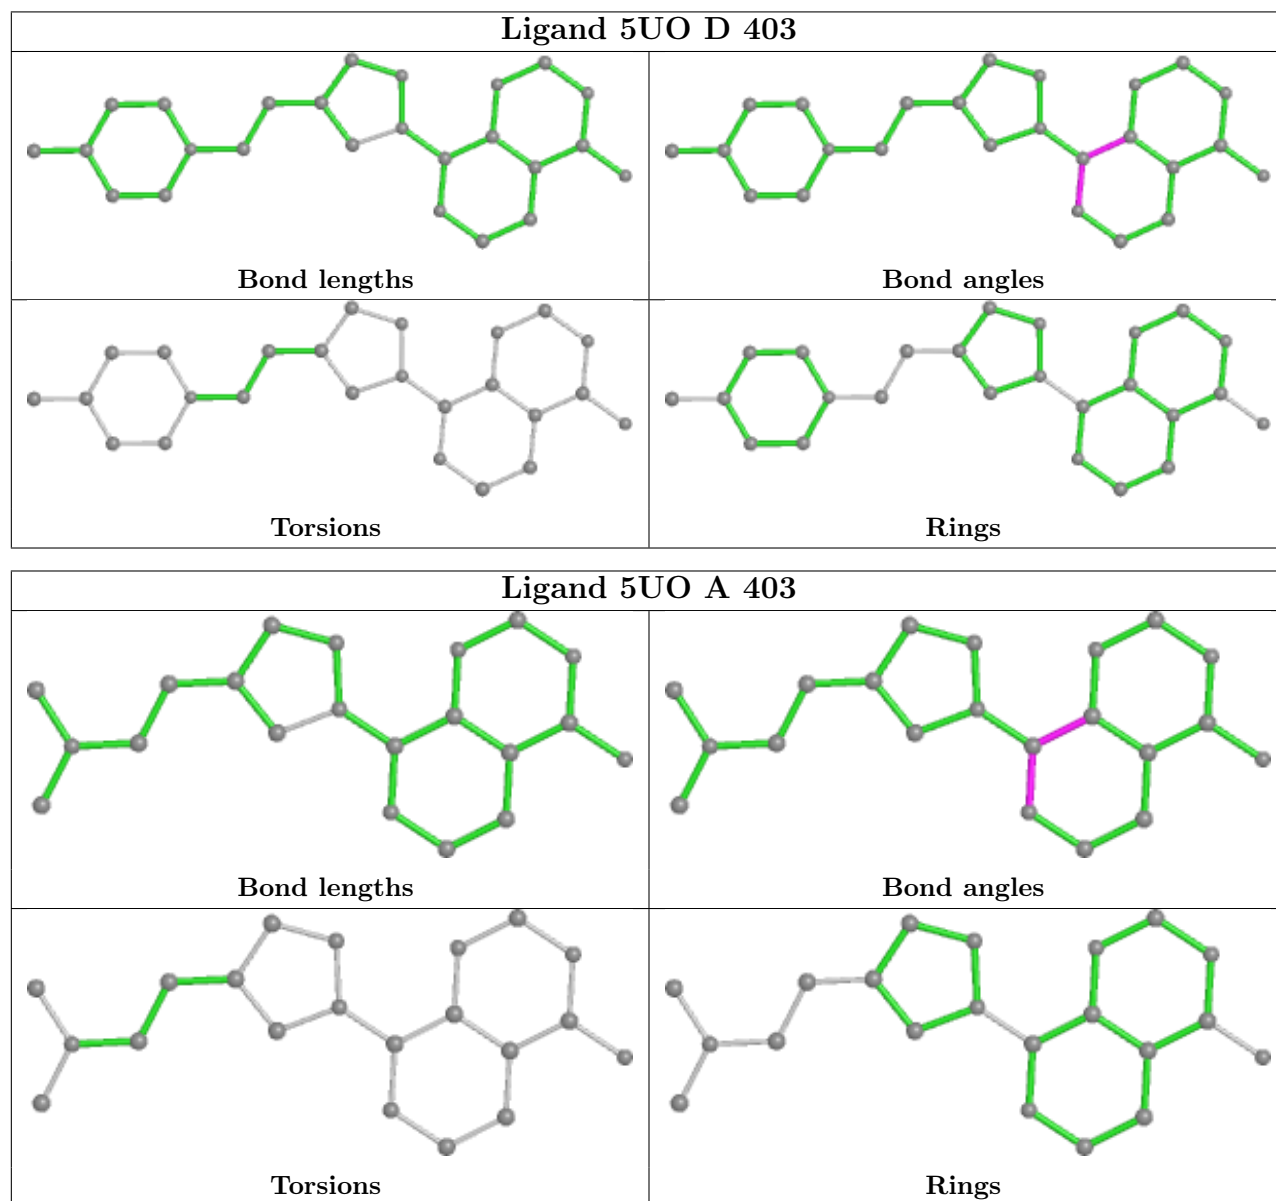 Ligand 5UO D 403
Bond lengths
Bond angles
Torsions
Rings
Ligand 5UO A 403
Bond lengths
Bond angles
Torsions
Rings